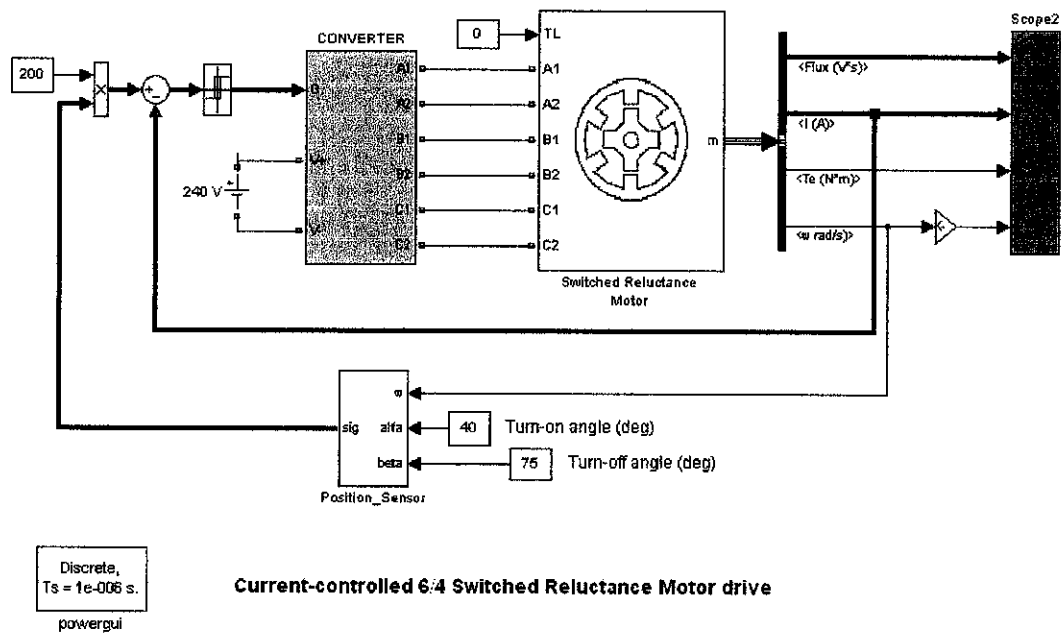 Scope2
CONVERTER
0
TL
200
<Flux (V*s)>
G
A1
A1
A2
A2
<I (A)>
B1
B1
m
B2
B2
<Te (N*m)>
V+
240 V
+
V-
C1
C1
<w rad/s)>
C2
C2
Switched Reluctance
Motor
w
sig
alfa
40
Turn-on angle (deg)
beta
75
Turn-off angle (deg)
Position_Sensor
Discrete,
Ts = 1e-006 s.
Current-controlled 6/4 Switched Reluctance Motor drive
powergui